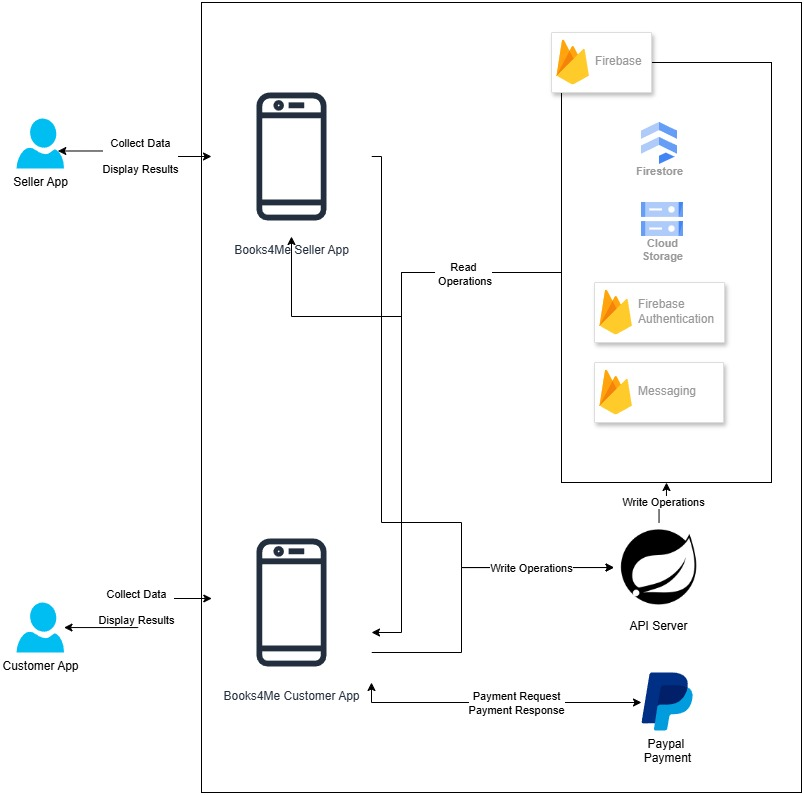 Firebase
Collect Data
Display Results
Seller App
Firestore
Cloud
Storage
Books4Me Seller App
Read
Operations
Firebase
Authentication
Messaging
Write Operations
Write Operations
Collect Data
Display Results
API Server
Customer App
Books4Me Customer App
Payment Request
Payment Response
Paypal
Payment